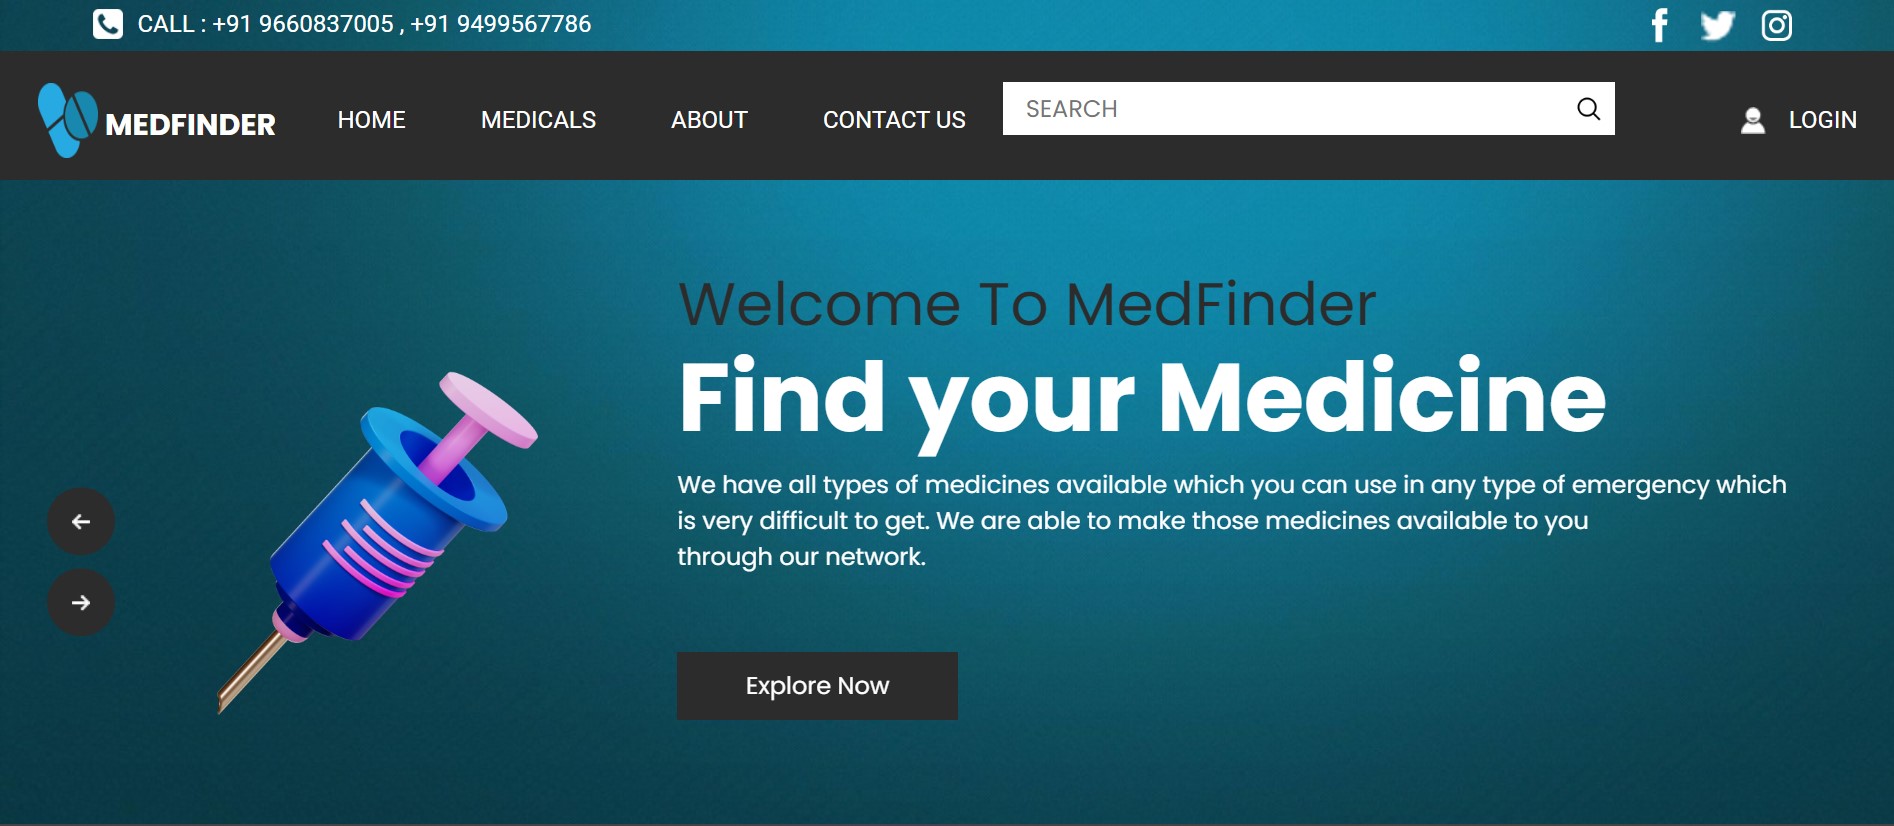 CALL : +91 9660837005 , +91 9499567786
MEDFINDER
HOME
MEDICALS
ABOUT
CONTACT US
SEARCH
LOGIN
Welcome To MedFinder
Find your Medicine
We have all types of medicines available which you can use in any type of emergency which
is very difficult to get. We are able to make those medicines available to you
through our network.
Explore Now